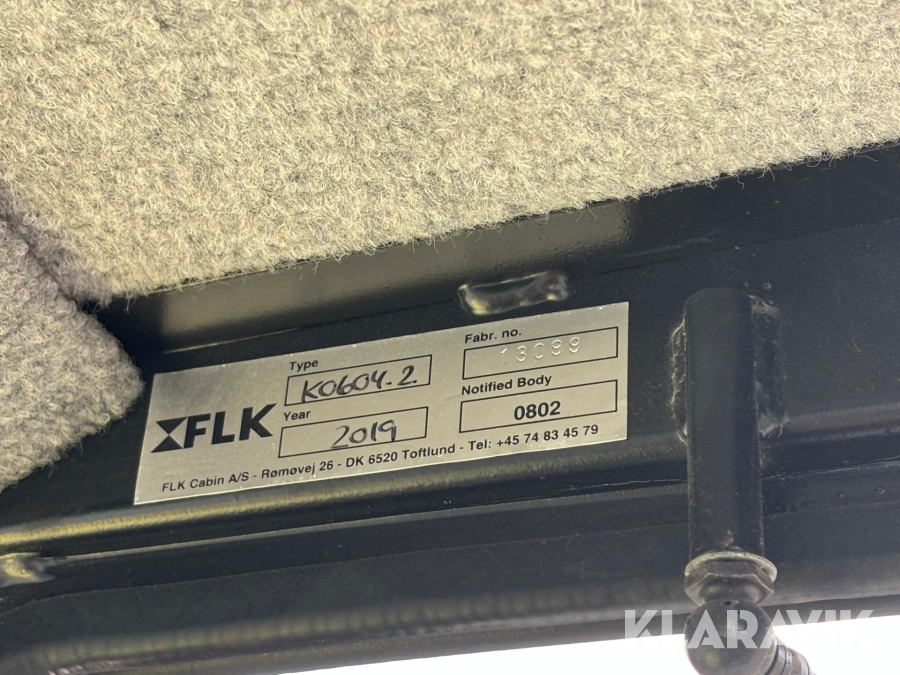 FLK
Type
K0604.2
Year
2019
Fabr. no.
13099
Notified Body
0802
FLK Cabin A/S - Rømøvej 26 - DK 6520 Toftlund - Tel: +45 74 83 45 79
KLARAVIK